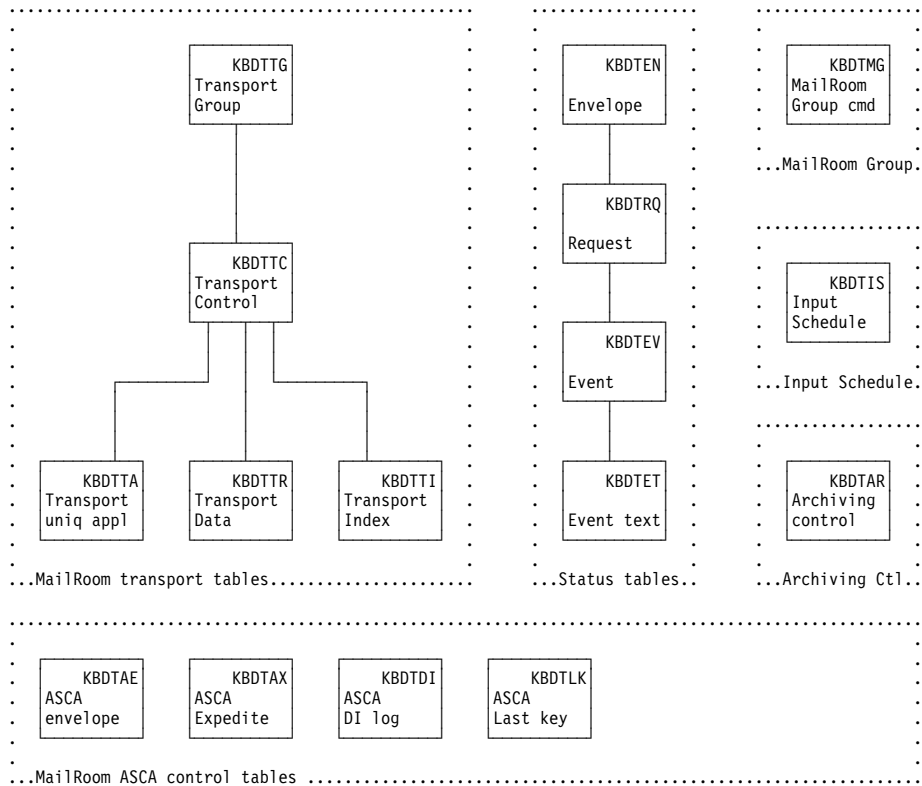 KBDTTG
Transport
Group
KBDTTC
Transport
Control
KBDTTA
Transport
uniq appl
KBDTTR
Transport
Data
KBDTTI
Transport
Index
...MailRoom transport tables......................
KBDTEN
Envelope
KBDTRQ
Request
KBDTEV
Event
KBDTET
Event text
...Status tables..
KBDTMG
MailRoom
Group cmd
...MailRoom Group.
KBDTIS
Input
Schedule
...Input Schedule.
KBDTAR
Archiving
control
...Archiving Ctl..
KBDTAE
ASCA
envelope
KBDTAX
ASCA
Expedite
KBDTDI
ASCA
DI log
KBDTLK
ASCA
Last key
...MailRoom ASCA control tables ..................................................................